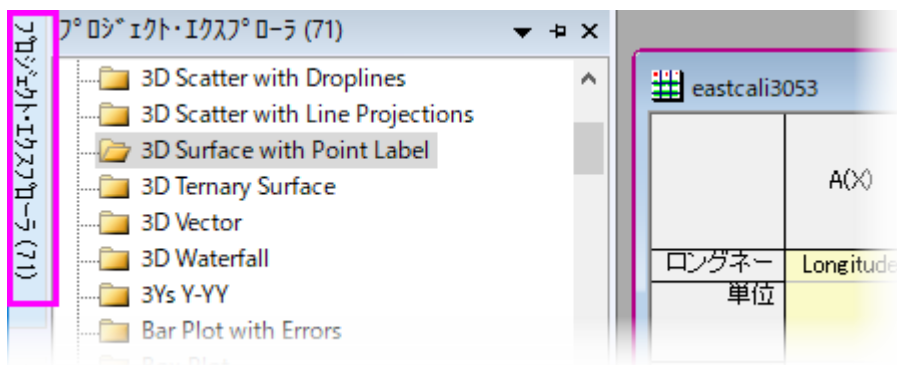 ﾌﾟﾛｼﾞｪｸﾄ･ｴｸｽﾌﾟﾛｰﾗ (71)
ﾌﾟﾛｼﾞｪｸﾄ･ｴｸｽﾌﾟﾛｰﾗ (71)
3D Scatter with Droplines
3D Scatter with Line Projections
3D Surface with Point Label
3D Ternary Surface
3D Vector
3D Waterfall
3Ys Y-YY
Bar Plot with Errors
Box Plot
eastcali3053
A(X)
ロングネー
Longitude
単位